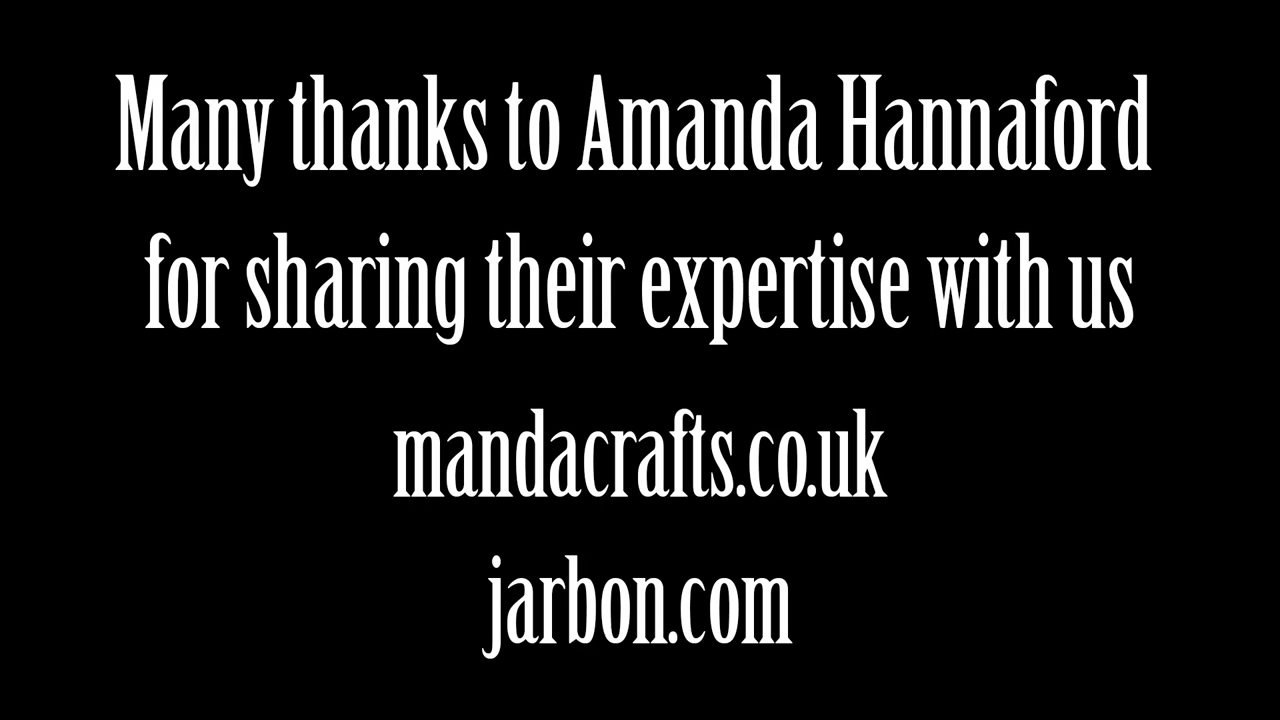 Many thanks to Amanda Hannaford
for sharing their expertise with us
mandacrafts.co.uk
jarbon.com